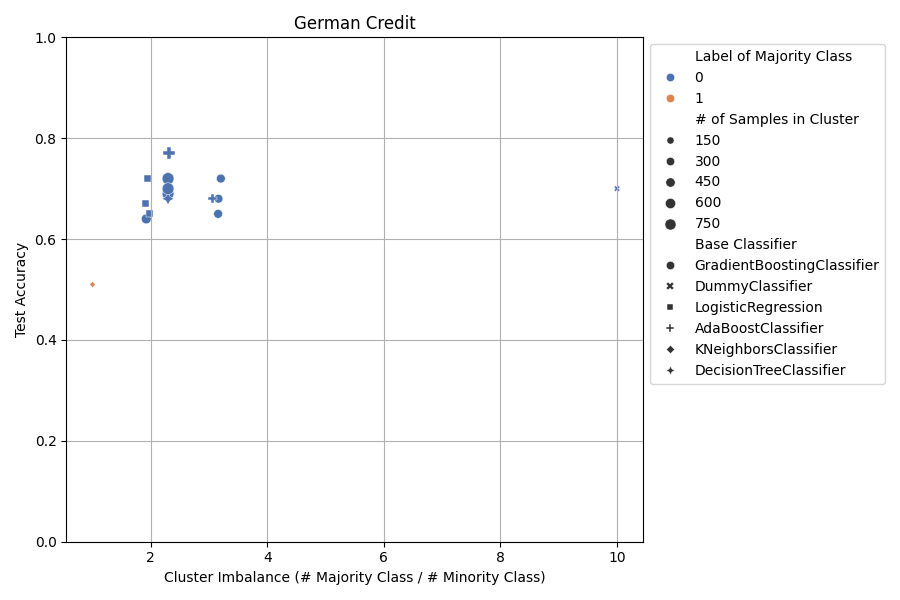 German Credit
1.0
0.8
0.6
0.4
0.2
0.0
Test Accuracy
2
4
6
8
10
Cluster Imbalance (# Majority Class / # Minority Class)
Label of Majority Class
0
1
# of Samples in Cluster
150
300
450
600
750
Base Classifier
GradientBoostingClassifier
DummyClassifier
LogisticRegression
AdaBoostClassifier
KNeighborsClassifier
DecisionTreeClassifier